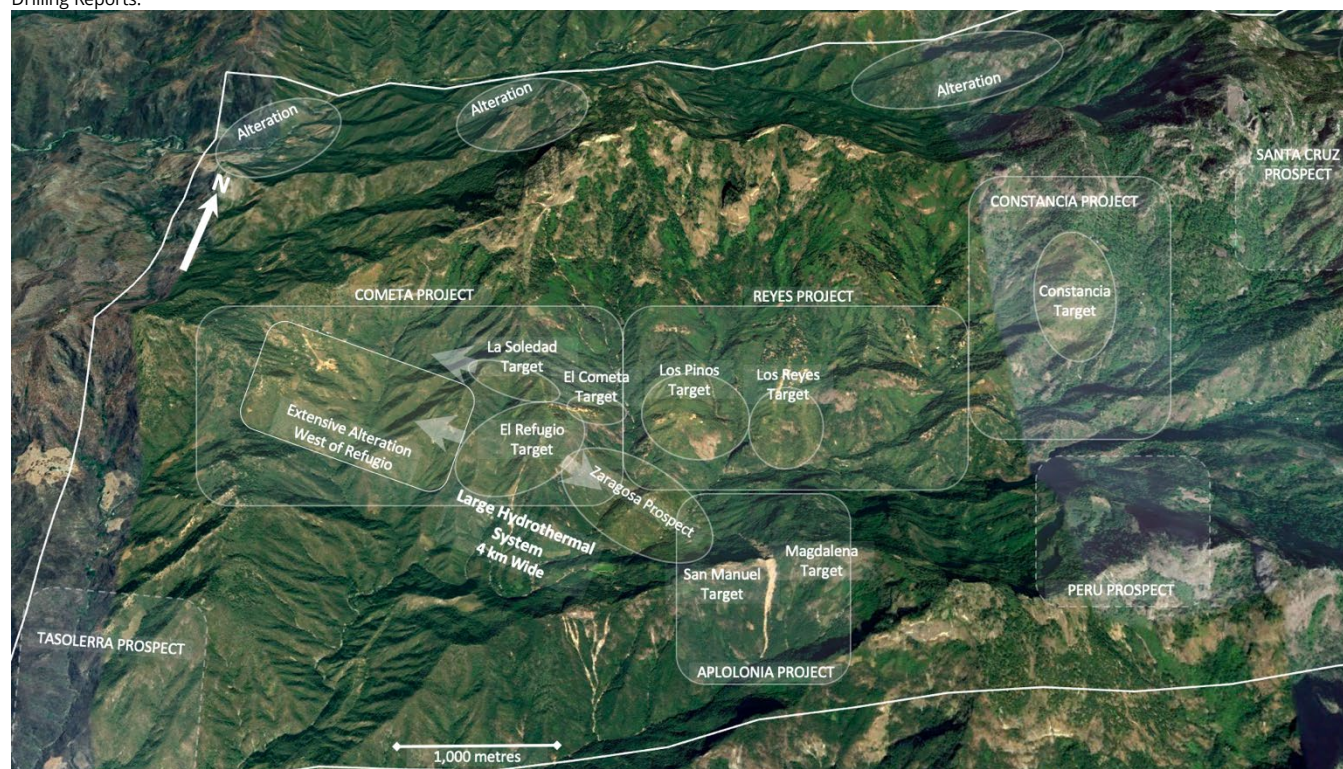 Drilling Reports.
Alteration
Alteration
Alteration
N
SANTA CRUZ
PROSPECT
CONSTANCIA PROJECT
Constancia
Target
COMETA PROJECT
REYES PROJECT
La Soledad
Target
El Cometa
Target
Los Pinos
Target
Los Reyes
Target
El Refugio
Target
Extensive Alteration
West of Refugio
Zaragosa Prospect
Large Hydrothermal
System
4 km Wide
San Manuel
Target
Magdalena
Target
APLOLONIA PROJECT
PERU PROSPECT
TASOLERRA PROSPECT
1,000 metres